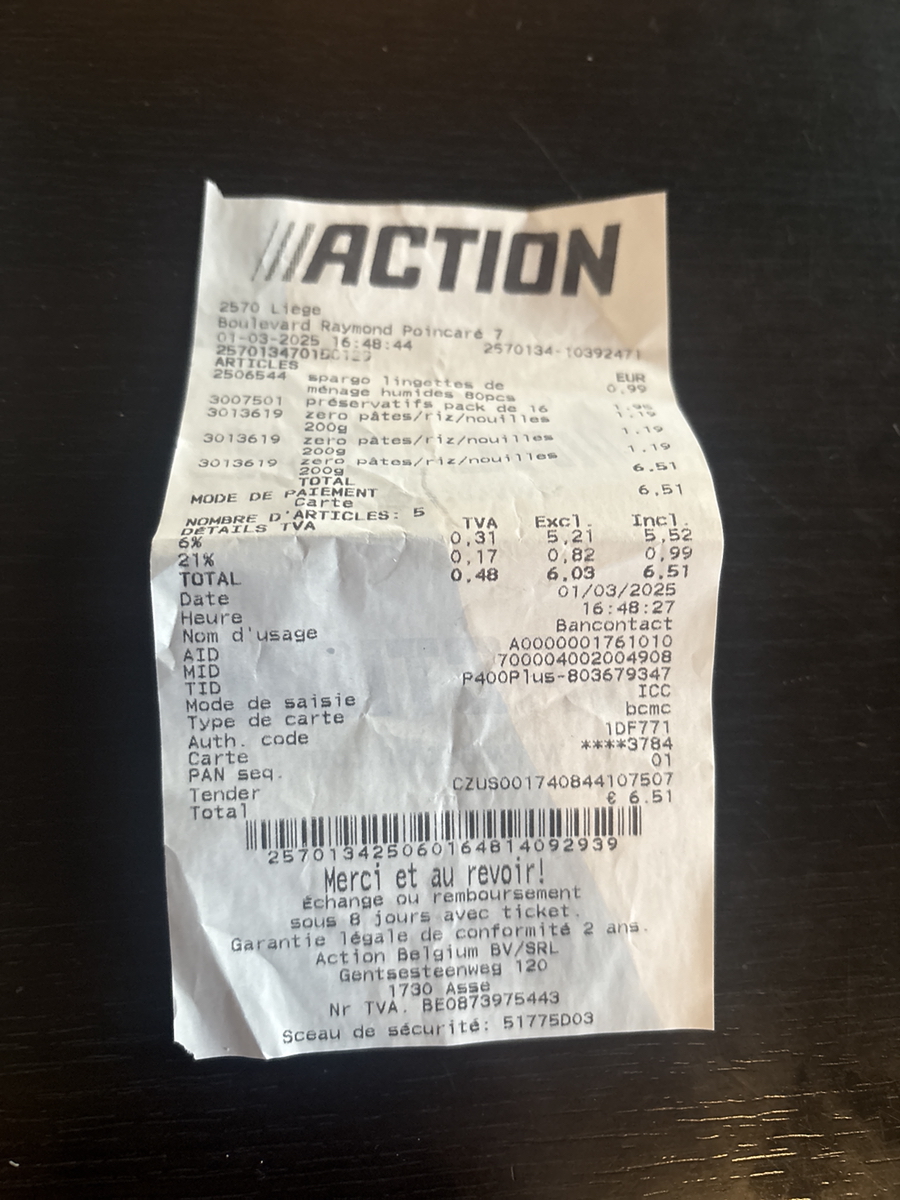 ///ACTION
2570 Liège
Boulevard Raymond Poincaré 7
01-03-2025 16:48:44 2570134-10392471
ARTICLES EUR
2506544 spargo lingettes de 0,99
ménage humides 80pcs
3007501 préservatifs pack de 16 1,95
3013619 zero pâtes/riz/nouilles 1,19
200g
3013619 zero pâtes/riz/nouilles 1,19
200g
3013619 zero pâtes/riz/nouilles 1,19
200g
TOTAL 6,51
MODE DE PAIEMENT
Carte 6,51
NOMBRE D'ARTICLES: 5
DÉTAILS TVA TVA Excl. Incl.
6% 0,31 5,21 5,52
21% 0,17 0,82 0,99
TOTAL 0,48 6,03 6,51
Date 01/03/2025
Heure 16:48:27
Nom d'usage Bancontact
AID A0000001761010
MID 700004002004908
TID P400Plus-803679347
Mode de saisie ICC
Type de carte bcmc
Auth. code 1DF771
Carte ****3784
PAN seq. 01
Tender CZUS001740844107507
Total € 6.51
257013425060164814092939
Merci et au revoir!
Échange ou remboursement
sous 8 jours avec ticket.
Garantie légale de conformité 2 ans.
Action Belgium BV/SRL
Gentsesteenweg 120
1730 Asse
Nr TVA. BE0873975443
Sceau de sécurité: 51775D03